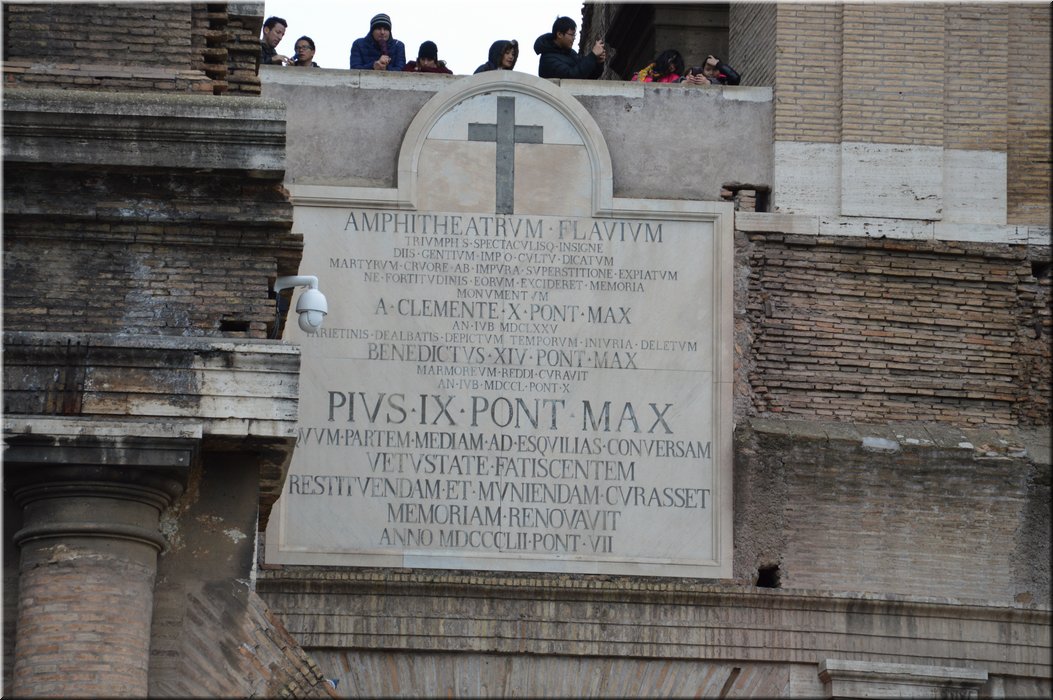 AMPHITHEATRVM · FLAVIVM
TRIVMPHIS · SPECTACVLISQ · INSIGNE
DIIS · GENTIVM · IMPIO · CVLTV · DICATVM
MARTYRVM · CRVORE · AB · IMPVRA · SVPERSTITIONE · EXPIATVM
NE · FORTITVDINIS · EORVM · EXCIDERET · MEMORIA
MONVMENTVM
A · CLEMENTE · X · PONT · MAX
AN · IVB · MDCLXXV
PARIETINIS · DEALBATIS · DEPICTVM TEMPORVM · INIVRIA · DELETVM
BENEDICTVS · XIV · PONT · MAX
MARMOREVM · REDDI · CVRAVIT
AN · IVB · MDCCL · PONT · X
PIVS · IX · PONT · MAX
QVVM · PARTEM · MEDIAM · AD · ESQVILIAS · CONVERSAM
VETVSTATE · FATISCENTEM
RESTITVENDAM · ET · MVNIENDAM · CVRASSET
MEMORIAM · RENOVAVIT
ANNO MDCCCLII · PONT · VII